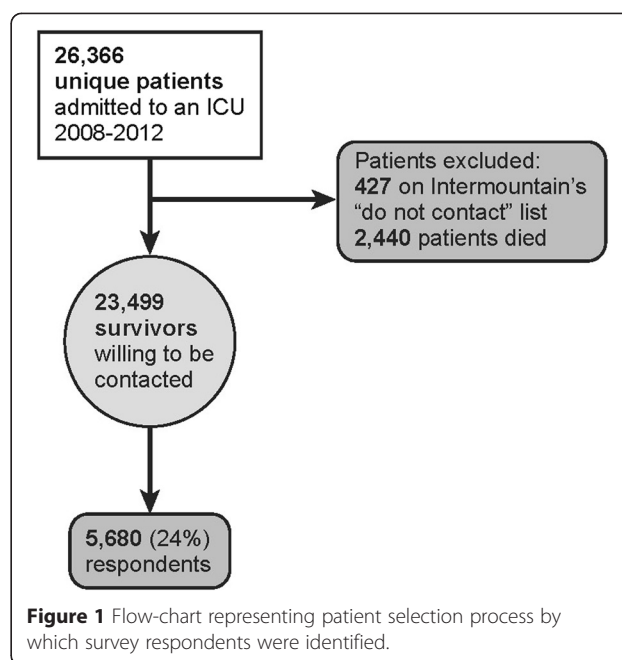 26,366
unique patients
admitted to an ICU
2008-2012
Patients excluded:
427 on Intermountain's
"do not contact" list
2,440 patients died
23,499
survivors
willing to be
contacted
5,680 (24%)
respondents
Figure 1 Flow-chart representing patient selection process by
which survey respondents were identified.